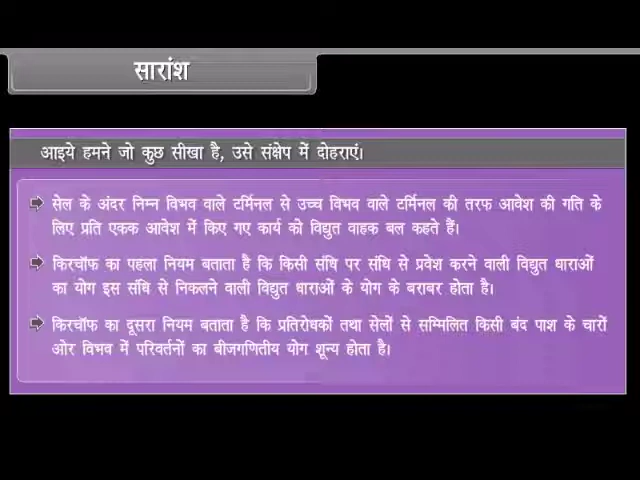 सारांश
आइये हमने जो कुछ सीखा है, उसे संक्षेप में दोहराएं।
सेल के अंदर निम्न विभव वाले टर्मिनल से उच्च विभव वाले टर्मिनल की तरफ आवेश की गति के
लिए प्रति एकक आवेश में किए गए कार्य को विद्युत वाहक बल कहते हैं।
किरचॉफ का पहला नियम बताता है कि किसी संधि पर संधि से प्रवेश करने वाली विद्युत धाराओं
का योग इस संधि से निकलने वाली विद्युत धाराओं के योग के बराबर होता है।
किरचॉफ का दूसरा नियम बताता है कि प्रतिरोधकों तथा सेलों से सम्मिलित किसी बंद पाश के चारों
ओर विभव में परिवर्तनों का बीजगणितीय योग शून्य होता है।